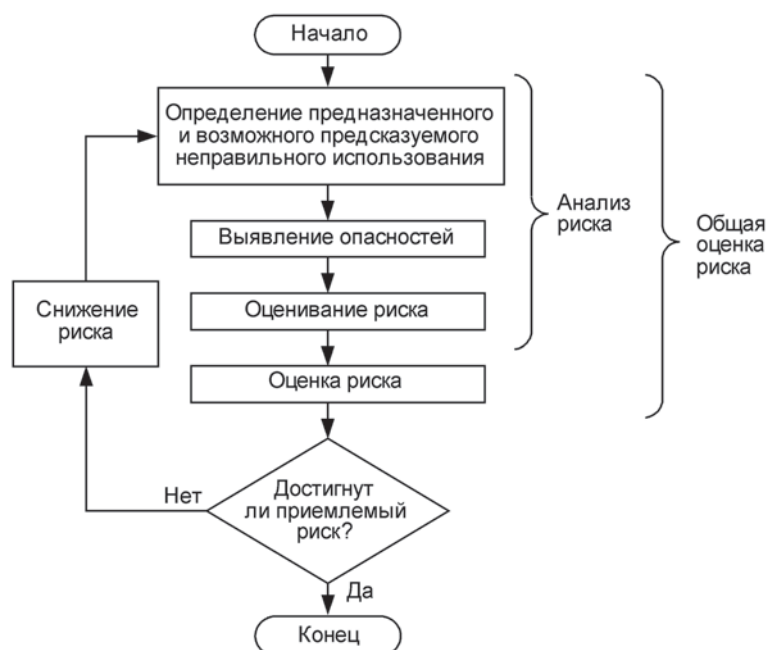 Начало
Определение предназначенного
и возможного предсказуемого
неправильного использования
Анализ
риска
Общая
оценка
риска
Выявление опасностей
Снижение
риска
Оценивание риска
Оценка риска
Нет
Достигнут
ли приемлемый
риск?
Да
Конец